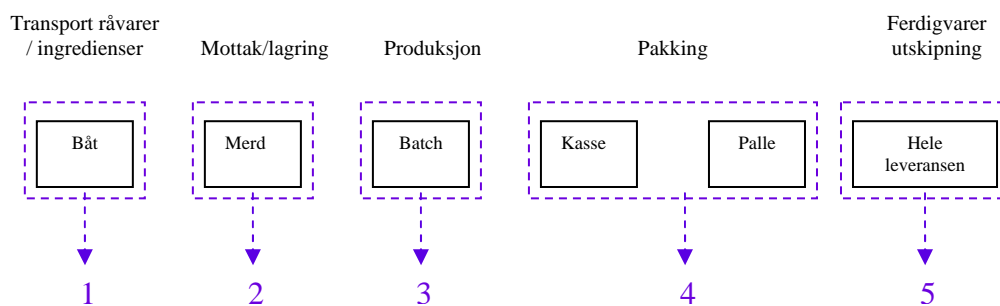 Transport råvarer
/ ingredienser
Mottak/lagring
Produksjon
Pakking
Ferdigvarer
utskipning
Båt
Merd
Batch
Kasse
Palle
Hele
leveransen
1
2
3
4
5